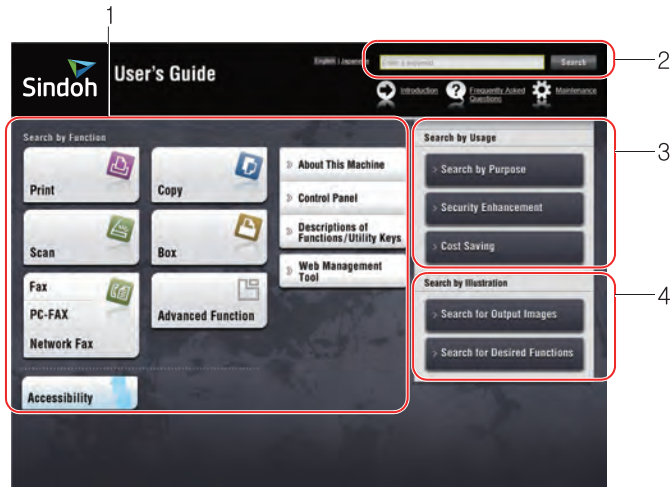 1
English | Japanese
Enter a keyword
Search
2
Sindoh
User's Guide
Introduction
Frequently Asked
Questions
Maintenance
Search by Function
Print
Copy
Scan
Box
Fax
PC-FAX
Network Fax
Advanced Function
Accessibility
» About This Machine
» Control Panel
» Descriptions of
Functions/Utility Keys
» Web Management
Tool
Search by Usage
> Search by Purpose
> Security Enhancement
> Cost Saving
3
Search by Illustration
> Search for Output Images
> Search for Desired Functions
4